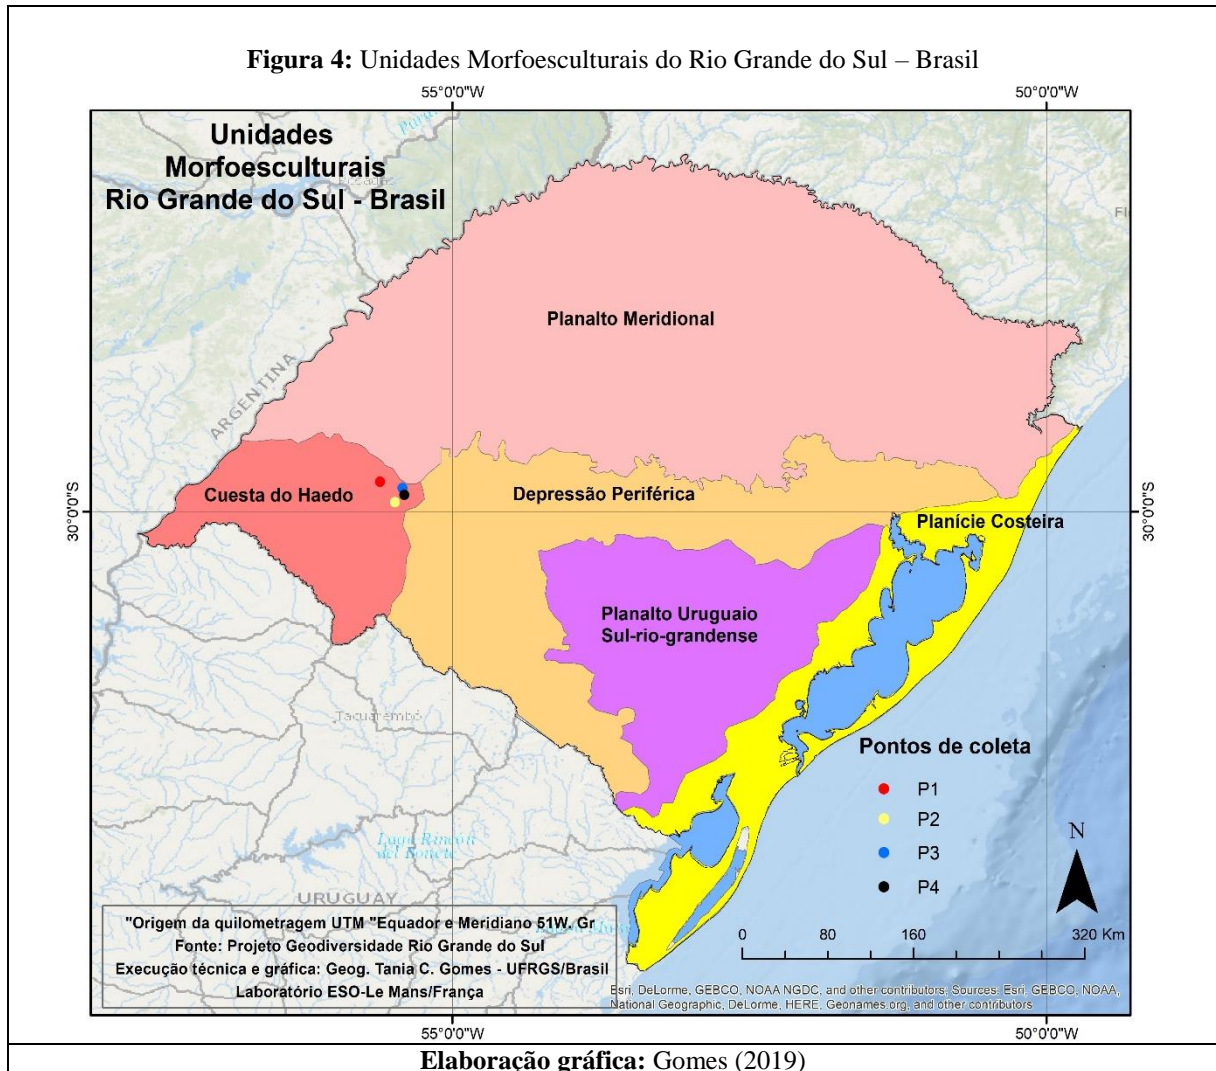 Figura 4: Unidades Morfoesculturais do Rio Grande do Sul – Brasil
55°0'0"W
50°0'0"W
Unidades
Morfoesculturais
Rio Grande do Sul - Brasil
Planalto Meridional
ARGENTINA
Cuesta do Haedo
Depressão Periférica
Planície Costeira
30°0'0"S
30°0'0"S
Planalto Uruguaio
Sul-rio-grandense
Tacuarembó
Pontos de coleta
P1
P2
P3
P4
N
Lago Rincón
del Bonete
URUGUAY
"Origem da quilometragem UTM "Equador e Meridiano 51W. Gr
Fonte: Projeto Geodiversidade Rio Grande do Sul
Execução técnica e gráfica: Geog. Tania C. Gomes - UFRGS/Brasil
Laboratório ESO-Le Mans/França
0 80 160 320 Km
Esri, DeLorme, GEBCO, NOAA NGDC, and other contributors; Sources: Esri, GEBCO, NOAA,
National Geographic, DeLorme, HERE, Geonames.org, and other contributors
55°0'0"W
50°0'0"W
Elaboração gráfica: Gomes (2019)